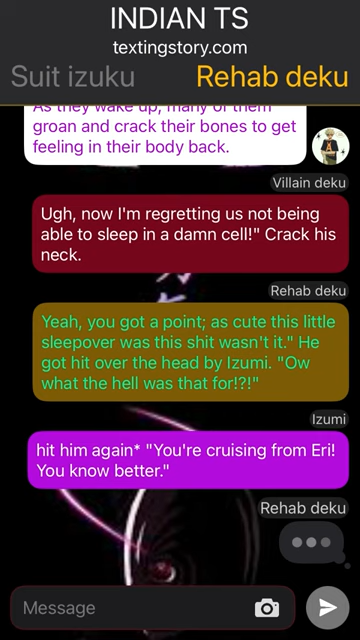 INDIAN TS
textingstory.com
Suit izuku Rehab deku
As they wake up, many of them
groan and crack their bones to get
feeling in their body back.
Villain deku
Ugh, now I'm regretting us not being
able to sleep in a damn cell!" Crack his
neck.
Rehab deku
Yeah, you got a point; as cute this little
sleepover was this shit wasn't it." He
got hit over the head by Izumi. "Ow
what the hell was that for!?!"
Izumi
hit him again* "You're cruising from Eri!
You know better."
Rehab deku
Message